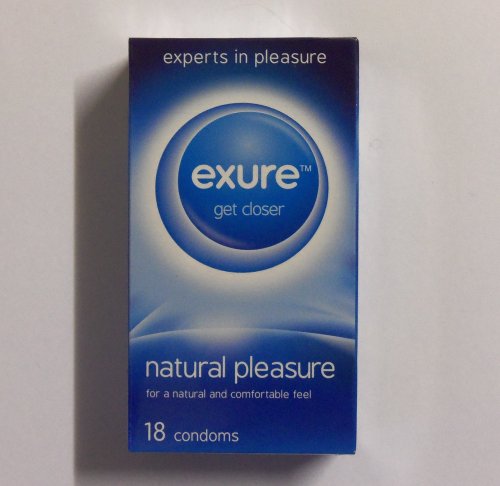 experts in pleasure
exure™
get closer
natural pleasure
for a natural and comfortable feel
18 condoms